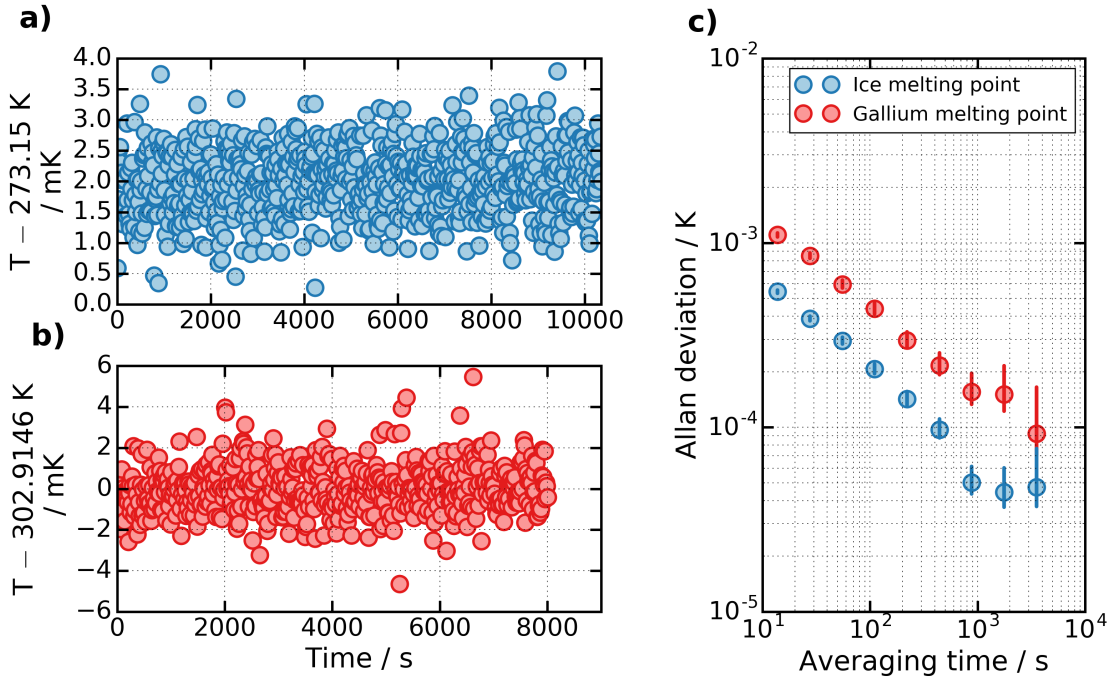 a)
T − 273.15 K
/ mK
4.0
3.5
3.0
2.5
2.0
1.5
1.0
0.5
0.0
0 2000 4000 6000 8000 10000
b)
T − 302.9146 K
/ mK
6
4
2
0
−2
−4
−6
0 2000 4000 6000 8000
Time / s
c)
Allan deviation / K
10⁻²
10⁻³
10⁻⁴
10⁻⁵
Ice melting point
Gallium melting point
10¹ 10² 10³ 10⁴
Averaging time / s